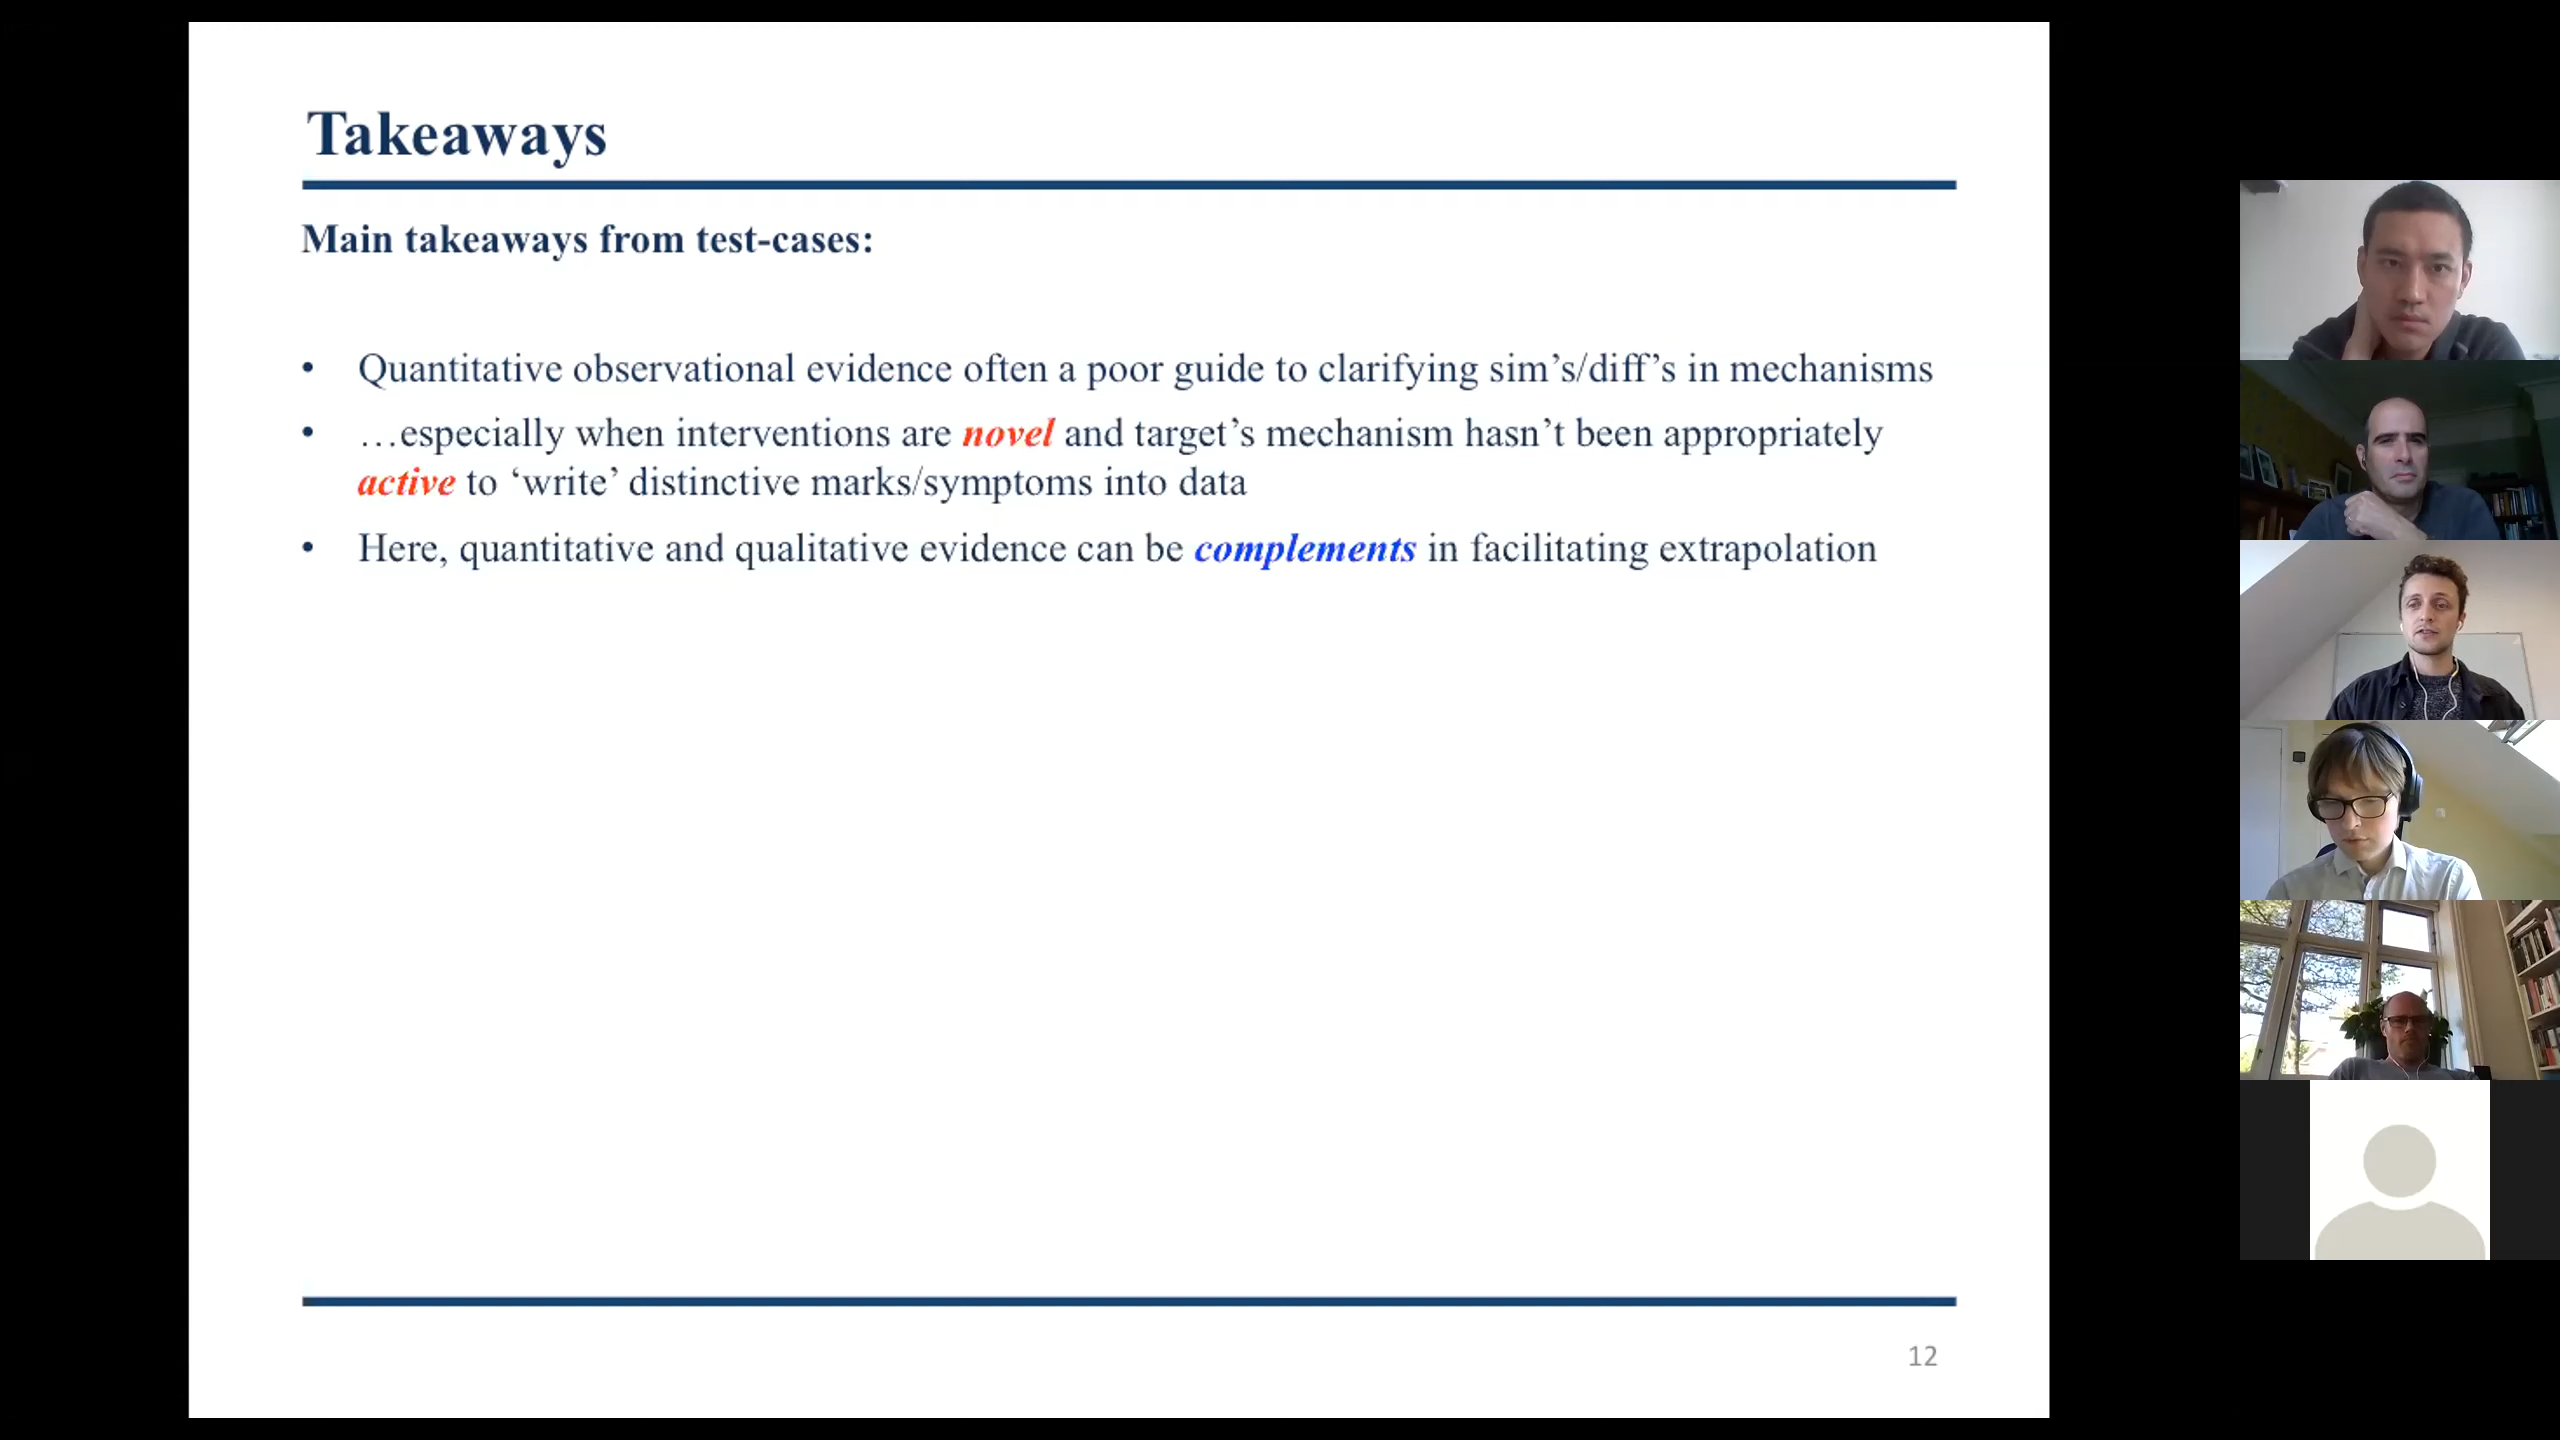 Takeaways
Main takeaways from test-cases:
• Quantitative observational evidence often a poor guide to clarifying sim’s/diff’s in mechanisms
• …especially when interventions are novel and target’s mechanism hasn’t been appropriately
active to ‘write’ distinctive marks/symptoms into data
• Here, quantitative and qualitative evidence can be complements in facilitating extrapolation
12